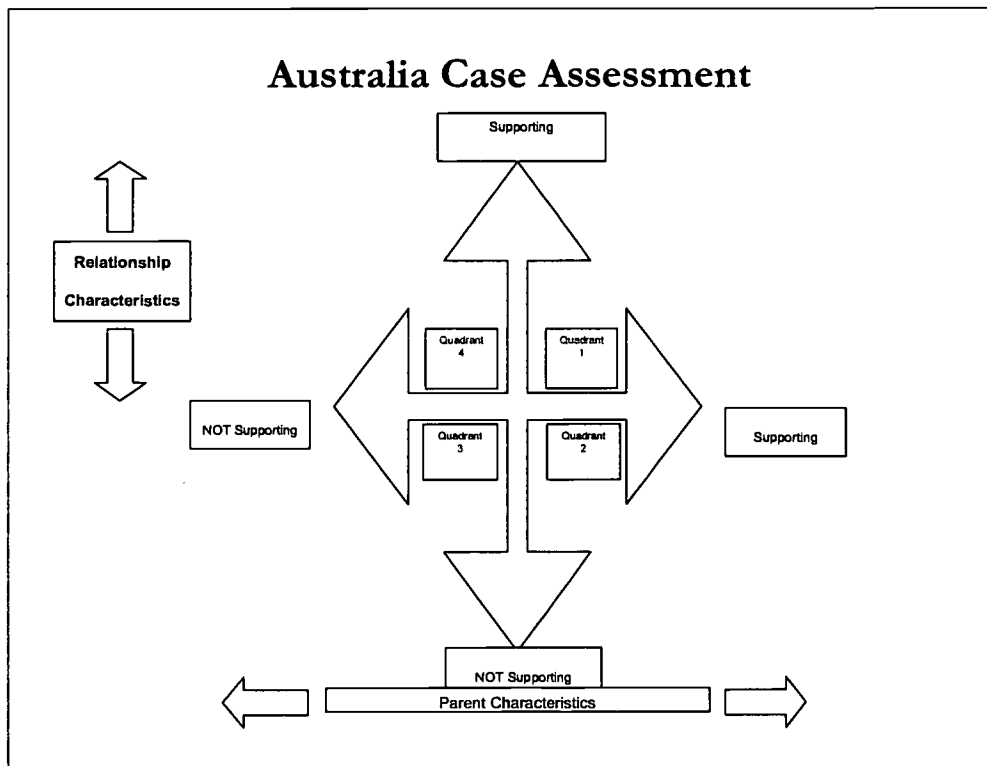 Australia Case Assessment
Supporting
Relationship
Characteristics
Quadrant
4
Quadrant
1
NOT Supporting
Quadrant
3
Quadrant
2
Supporting
NOT Supporting
Parent Characteristics